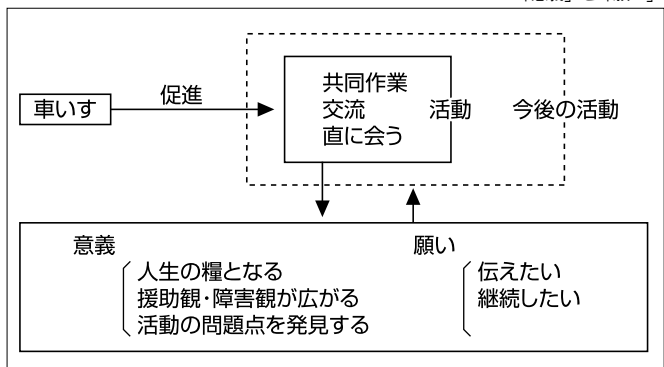 車いす
促進
共同作業
交流
直に会う
活動
今後の活動
意義
人生の糧となる
援助観・障害観が広がる
活動の問題点を発見する
願い
伝えたい
継続したい